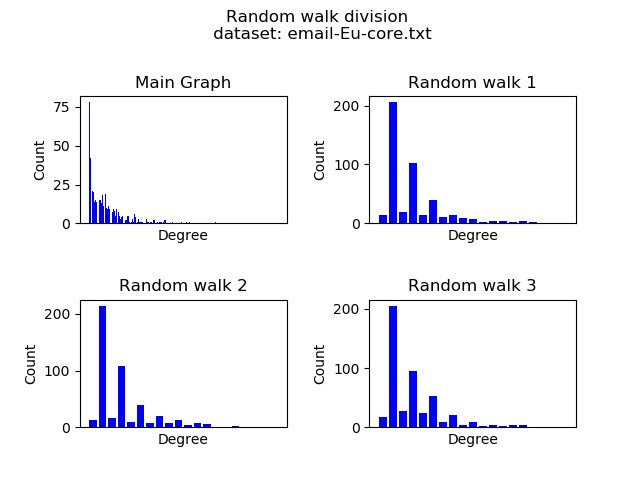 Random walk division
dataset: email-Eu-core.txt
Main Graph
75
50
25
0
Count
Degree
Random walk 1
200
100
0
Count
Degree
Random walk 2
200
100
0
Count
Degree
Random walk 3
200
100
0
Count
Degree